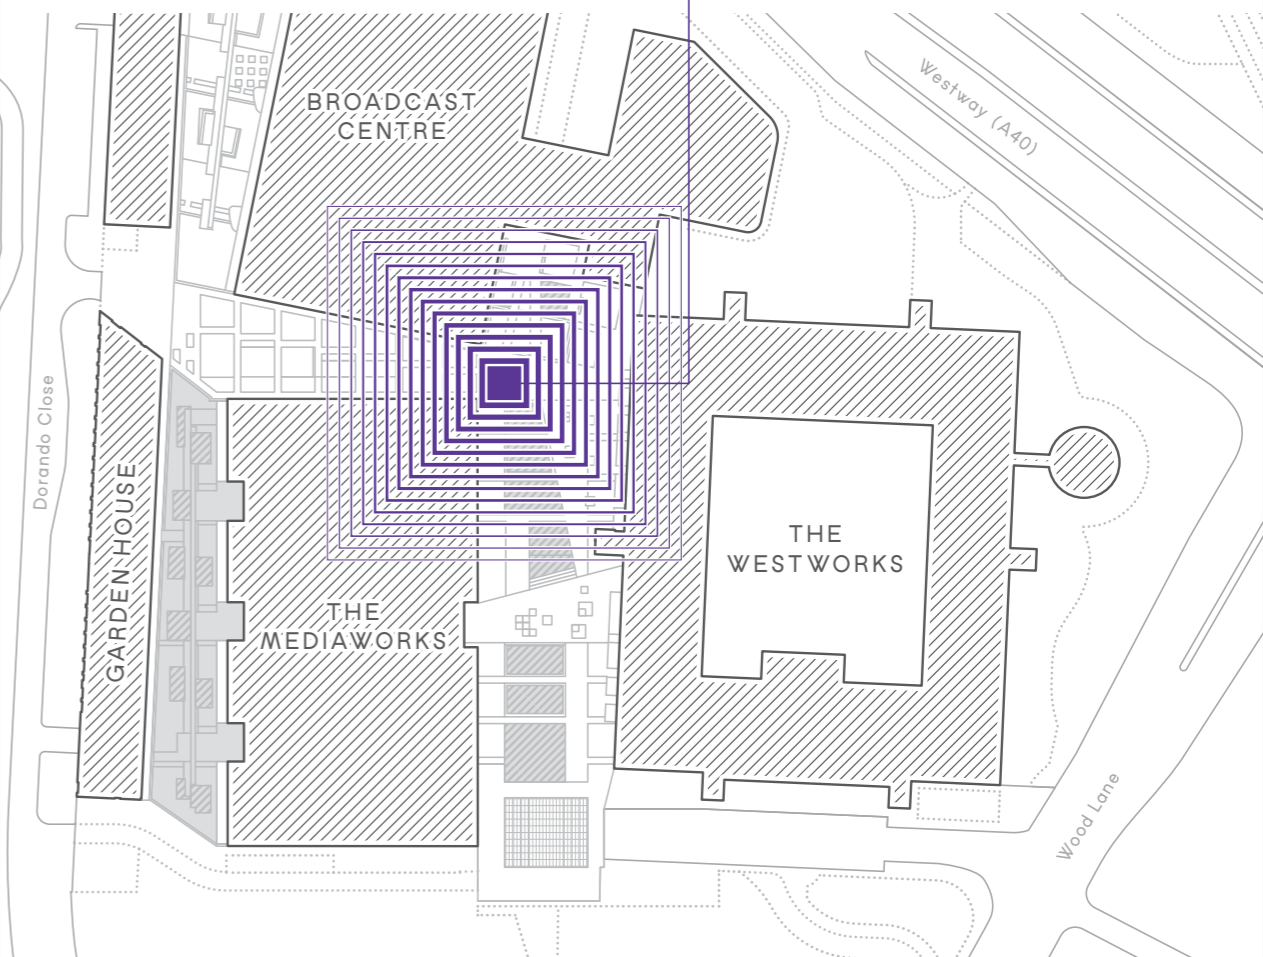 BROADCAST
CENTRE
Westway (A40)
Dorando Close
GARDEN HOUSE
THE
MEDIAWORKS
THE
WESTWORKS
Wood Lane